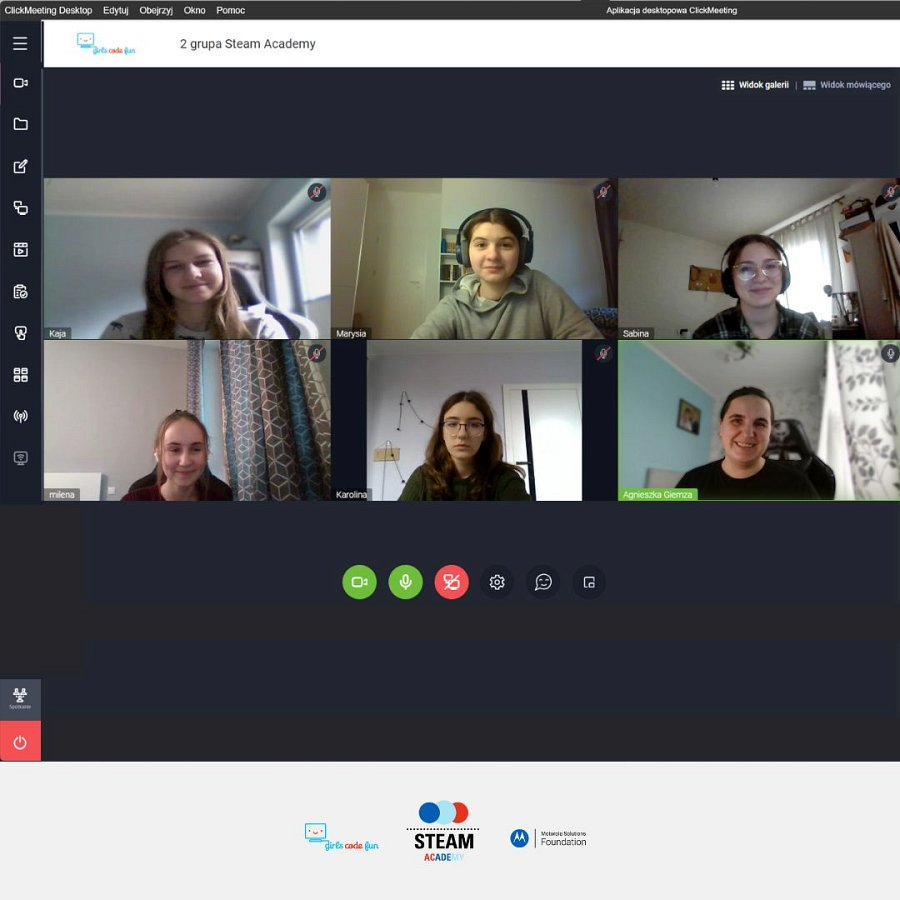 ClickMeeting Desktop Edytuj Obejrzyj Okno Pomoc
Aplikacja desktopowa ClickMeeting
girls code fun
2 grupa Steam Academy
Widok galerii | Widok mówiącego
Kaja
Marysia
Sabina
milena
Karolina
Agnieszka Giemza
Spotkanie
girls code fun
STEAM
ACADEMY
Motorola Solutions
Foundation